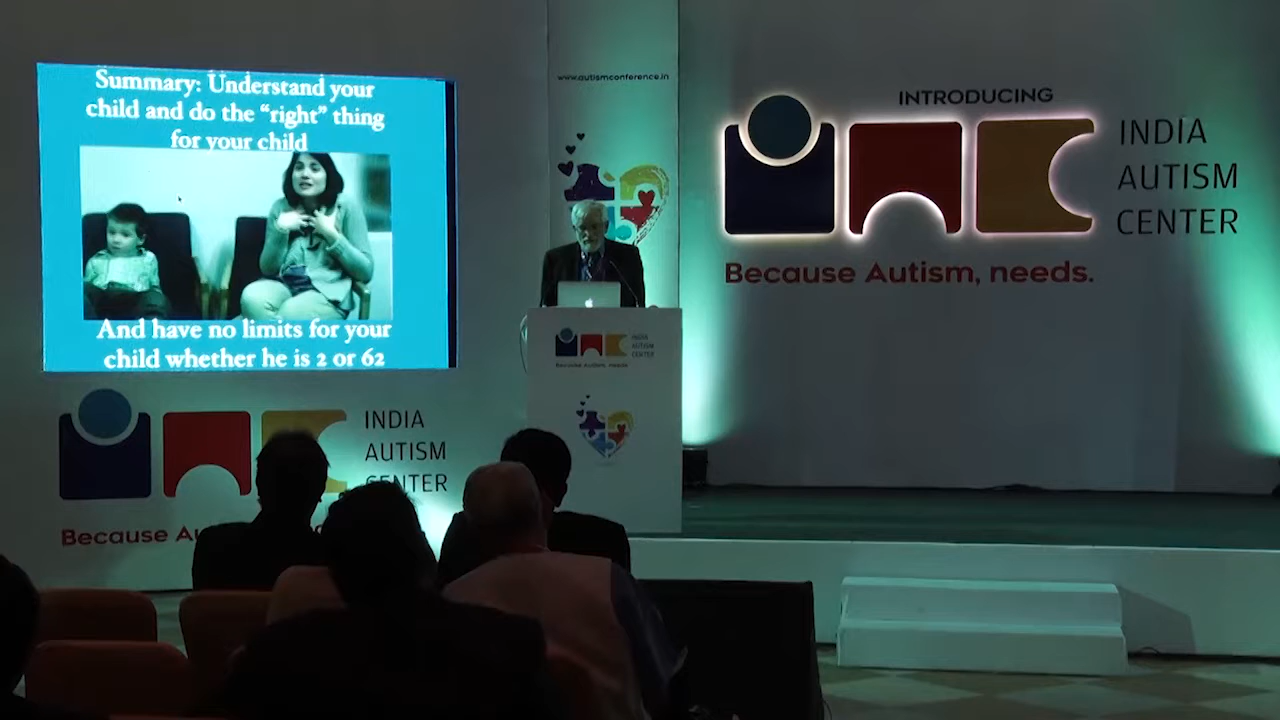 Summary: Understand your
child and do the “right” thing
for your child
And have no limits for your
child whether he is 2 or 62
www.autismconference.in
INTRODUCING
INDIA
AUTISM
CENTER
Because Autism, needs.
INDIA
AUTISM
CENTER
Because Autism, needs.
INDIA
AUTISM
CENTER
Because Au